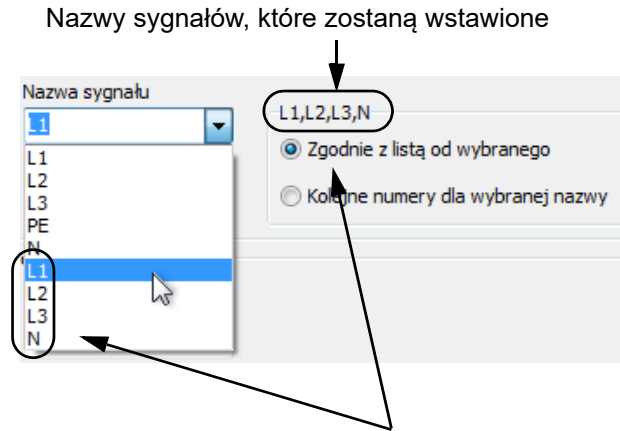 Nazwy sygnałów, które zostaną wstawione
Nazwa sygnału
L1
L1
L2
L3
PE
N
L1
L2
L3
N
L1,L2,L3,N
Zgodnie z listą od wybranego
Kolejne numery dla wybranej nazwy